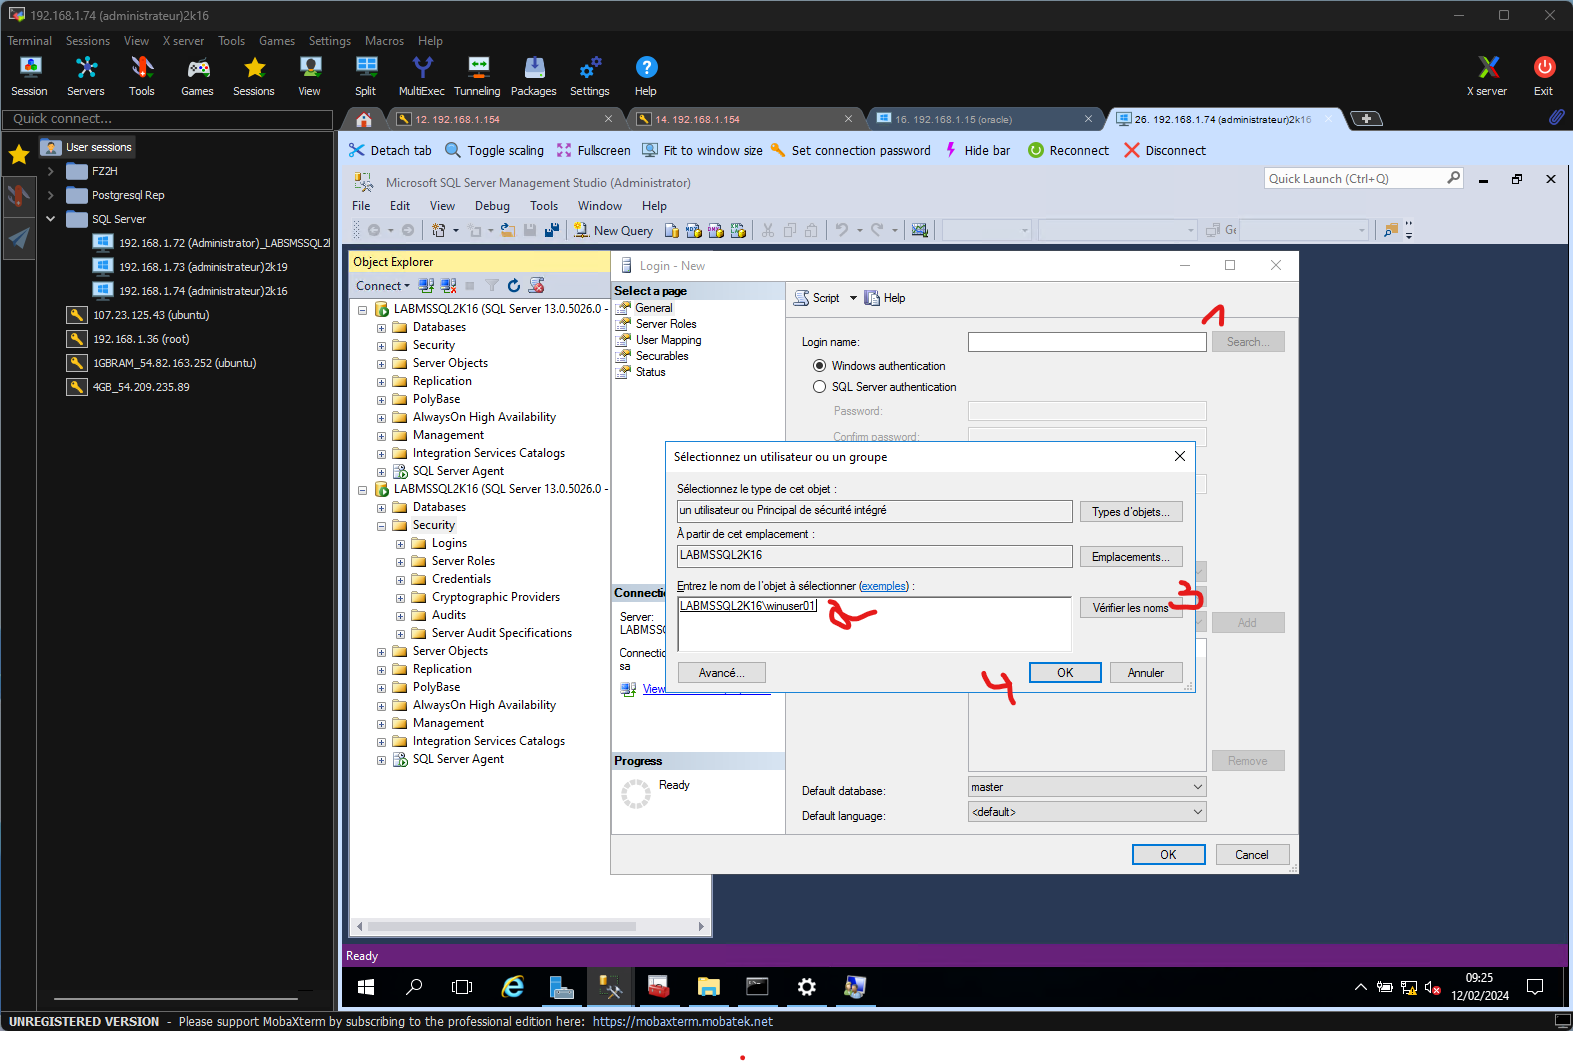 192.168.1.74 (administrateur)2k16
Terminal Sessions View X server Tools Games Settings Macros Help
Session Servers Tools Games Sessions View Split MultiExec Tunneling Packages Settings Help X server Exit
Quick connect...
12. 192.168.1.154
14. 192.168.1.154
16. 192.168.1.15 (oracle)
26. 192.168.1.74 (administrateur)2k16
User sessions
FZ2H
Postgresql Rep
SQL Server
192.168.1.72 (Administrator)_LABSMSSQL2
192.168.1.73 (administrateur)2k19
192.168.1.74 (administrateur)2k16
107.23.125.43 (ubuntu)
192.168.1.36 (root)
1GBRAM_54.82.163.252 (ubuntu)
4GB_54.209.235.89
Detach tab Toggle scaling Fullscreen Fit to window size Set connection password Hide bar Reconnect Disconnect
Microsoft SQL Server Management Studio (Administrator)
Quick Launch (Ctrl+Q)
File Edit View Debug Tools Window Help
New Query
Ge
Object Explorer
Connect
LABMSSQL2K16 (SQL Server 13.0.5026.0 -
Databases
Security
Server Objects
Replication
PolyBase
AlwaysOn High Availability
Management
Integration Services Catalogs
SQL Server Agent
LABMSSQL2K16 (SQL Server 13.0.5026.0 -
Databases
Security
Logins
Server Roles
Credentials
Cryptographic Providers
Audits
Server Audit Specifications
Server Objects
Replication
PolyBase
AlwaysOn High Availability
Management
Integration Services Catalogs
SQL Server Agent
Login - New
Select a page
General
Server Roles
User Mapping
Securables
Status
Script Help
1
Login name:
Search...
Windows authentication
SQL Server authentication
Password:
Confirm password:
Sélectionnez un utilisateur ou un groupe
Sélectionnez le type de cet objet :
un utilisateur ou Principal de sécurité intégré
Types d'objets...
À partir de cet emplacement :
LABMSSQL2K16
Emplacements...
Entrez le nom de l'objet à sélectionner (exemples) :
LABMSSQL2K16\winuser01
2
Vérifier les noms
3
Avancé...
4
OK
Annuler
Add
Connectio
Server:
LABMSSQ
Connectio
sa
View
Progress
Ready
Remove
Default database:
master
Default language:
<default>
OK
Cancel
Ready
09:25
12/02/2024
UNREGISTERED VERSION - Please support MobaXterm by subscribing to the professional edition here: https://mobaxterm.mobatek.net